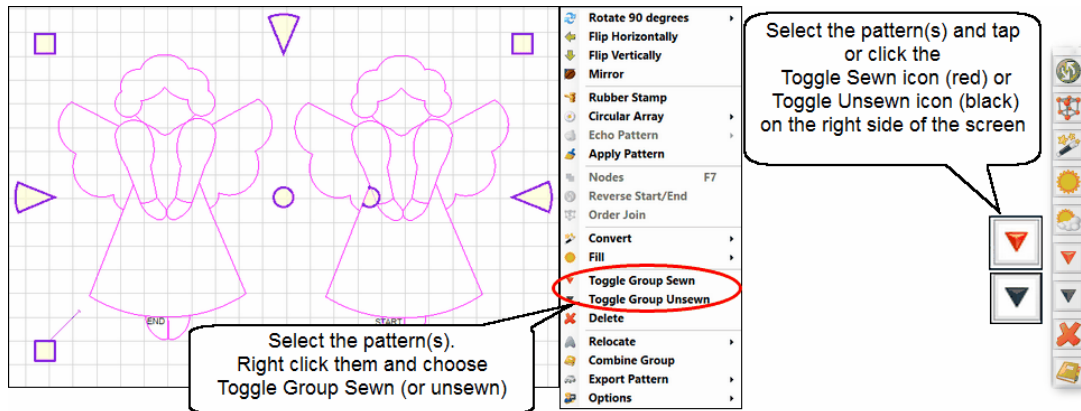 Rotate 90 degrees
Flip Horizontally
Flip Vertically
Mirror
Rubber Stamp
Circular Array
Echo Pattern
Apply Pattern
Nodes F7
Reverse Start/End
Order Join
Convert
Fill
Toggle Group Sewn
Toggle Group Unsewn
Delete
Relocate
Combine Group
Export Pattern
Options
Select the pattern(s) and tap
or click the
Toggle Sewn icon (red) or
Toggle Unsewn icon (black)
on the right side of the screen
END
START
Select the pattern(s).
Right click them and choose
Toggle Group Sewn (or unsewn)